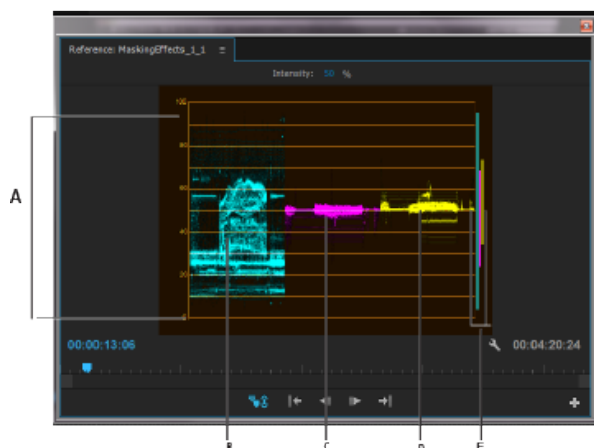 Reference: MaskingEffects_1_1
Intensity: 50 %
100
80
60
40
20
0
A
00:00:13:06
00:04:20:24
B
C
D
E